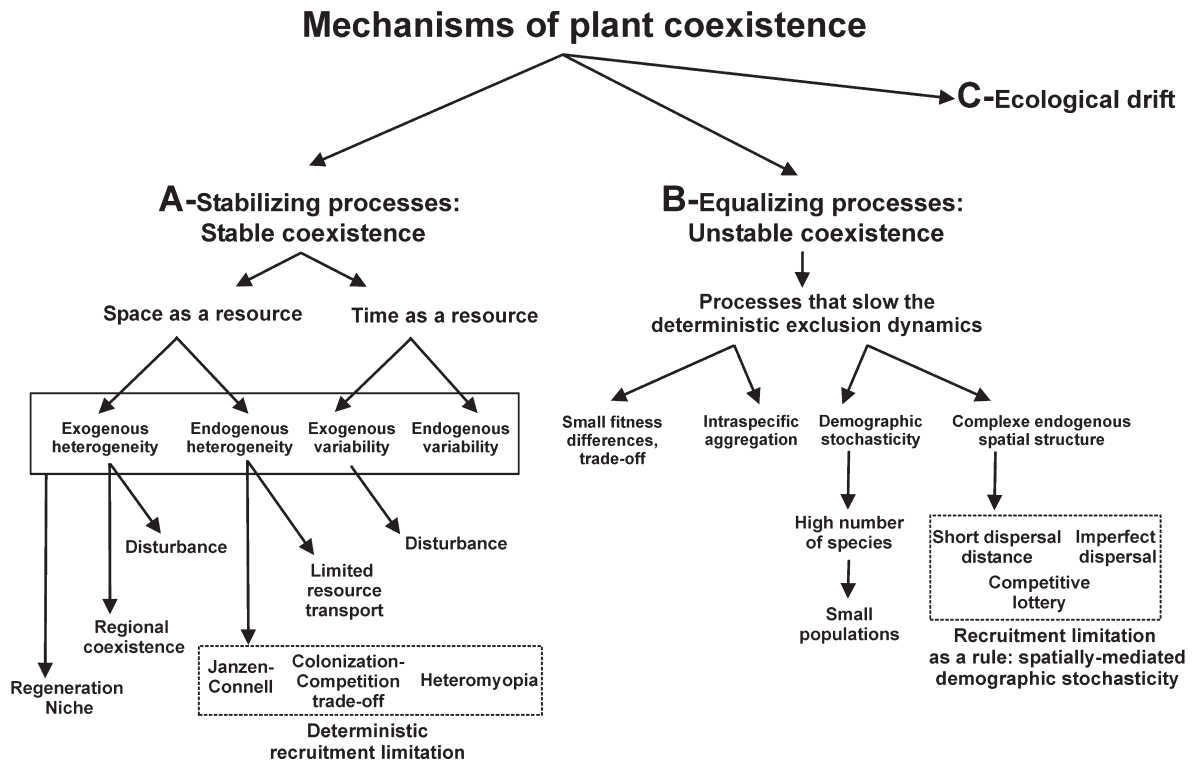 Mechanisms of plant coexistence
C-Ecological drift
A-Stabilizing processes:
Stable coexistence
B-Equalizing processes:
Unstable coexistence
Space as a resource
Time as a resource
Processes that slow the
deterministic exclusion dynamics
Exogenous
heterogeneity
Endogenous
heterogeneity
Exogenous
variability
Endogenous
variability
Small fitness
differences,
trade-off
Intraspecific
aggregation
Demographic
stochasticity
Complexe endogenous
spatial structure
Disturbance
Disturbance
Limited
resource
transport
Regional
coexistence
Regeneration
Niche
Janzen-
Connell
Colonization-
Competition
trade-off
Heteromyopia
Deterministic
recruitment limitation
High number
of species
Small
populations
Short dispersal
distance
Imperfect
dispersal
Competitive
lottery
Recruitment limitation
as a rule: spatially-mediated
demographic stochasticity